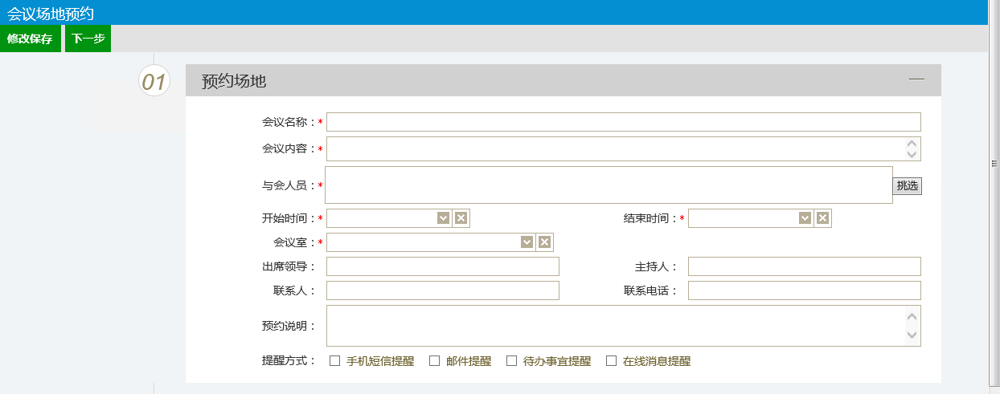 会议场地预约
修改保存 下一步
01 预约场地
会议名称：*
会议内容：*
与会人员：* 挑选
开始时间：* 结束时间：*
会议室：*
出席领导： 主持人：
联系人： 联系电话：
预约说明：
提醒方式： 手机短信提醒 邮件提醒 待办事宜提醒 在线消息提醒